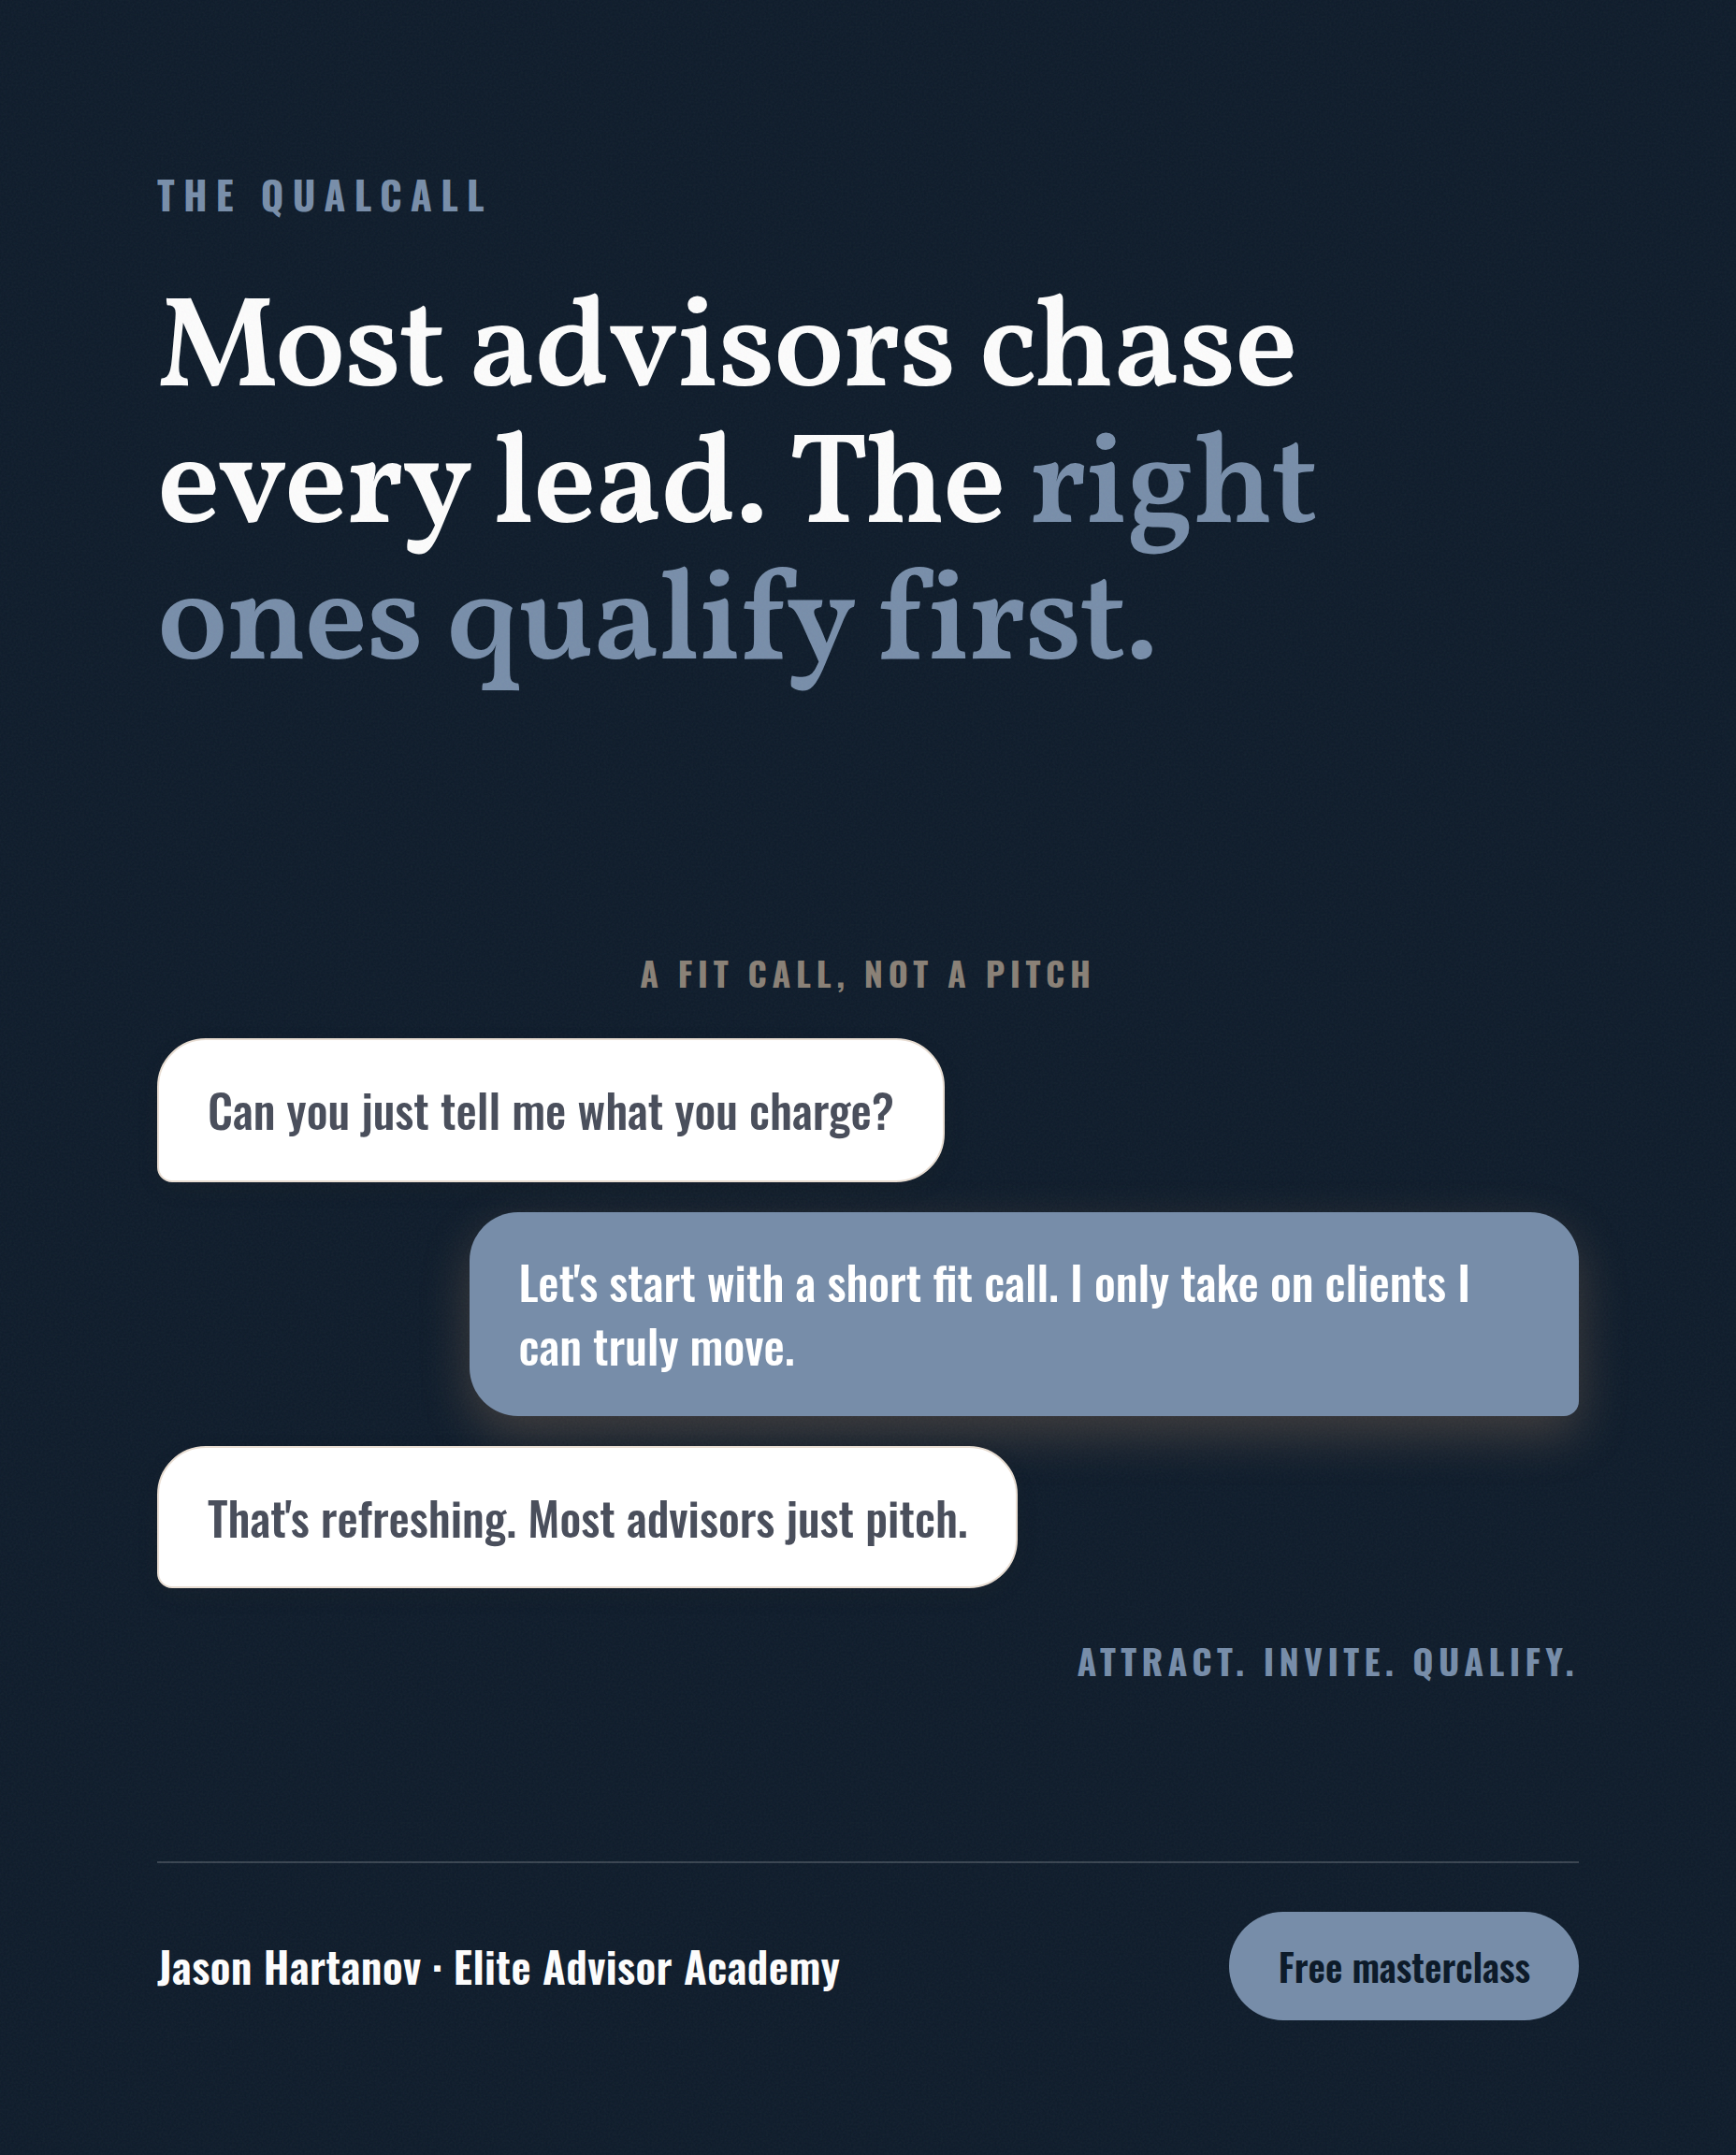 THE QUALCALL
Most advisors chase
every lead. The right
ones qualify first.
A FIT CALL, NOT A PITCH
Can you just tell me what you charge?
Let's start with a short fit call. I only take on clients I
can truly move.
That's refreshing. Most advisors just pitch.
ATTRACT. INVITE. QUALIFY.
Jason Hartanov · Elite Advisor Academy
Free masterclass